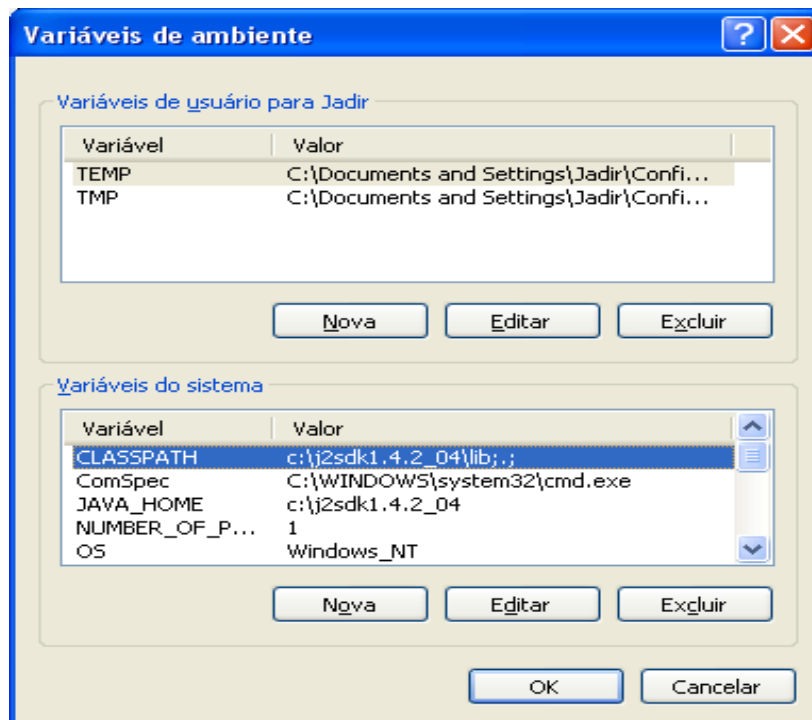 Variáveis de ambiente
Variáveis de usuário para Jadir
Variável Valor
TEMP C:\Documents and Settings\Jadir\Confi...
TMP C:\Documents and Settings\Jadir\Confi...
Nova Editar Excluir
Variáveis do sistema
Variável Valor
CLASSPATH c:\j2sdk1.4.2_04\lib;.;
ComSpec C:\WINDOWS\system32\cmd.exe
JAVA_HOME c:\j2sdk1.4.2_04
NUMBER_OF_P... 1
OS Windows_NT
Nova Editar Excluir
OK Cancelar